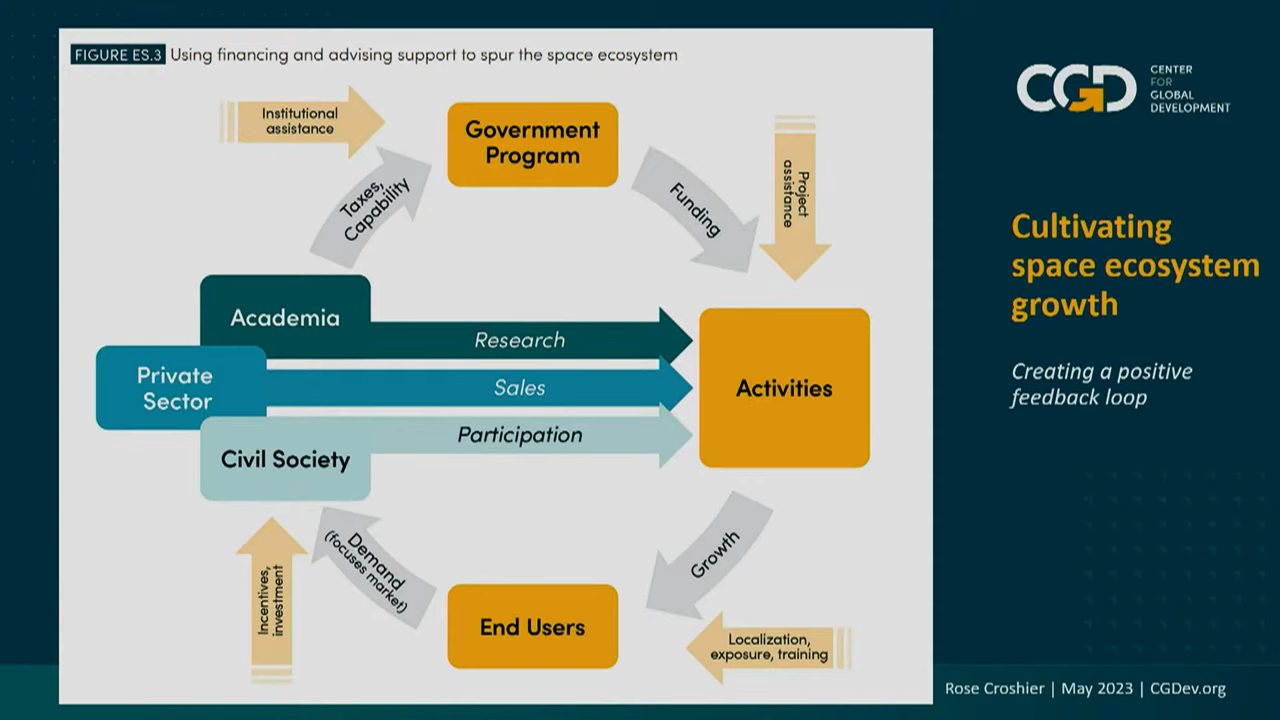 FIGURE ES.3 Using financing and advising support to spur the space ecosystem
Institutional
assistance
Government
Program
Taxes,
Capability
Funding
Project
assistance
Academia
Research
Private
Sector
Sales
Activities
Participation
Civil Society
Incentives,
investment
Demand
(focuses market)
Growth
End Users
Localization,
exposure, training
CGD
CENTER
FOR
GLOBAL
DEVELOPMENT
Cultivating
space ecosystem
growth
Creating a positive
feedback loop
Rose Croshier | May 2023 | CGDev.org